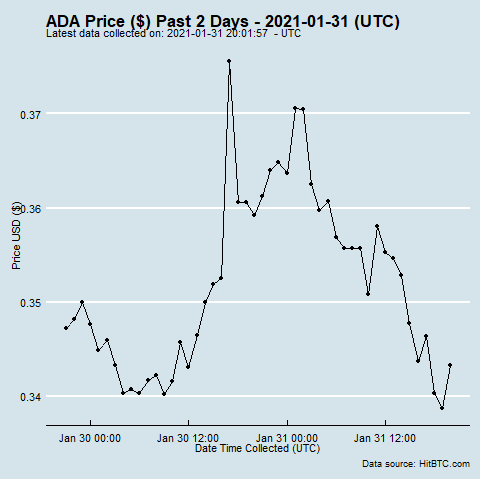 ADA Price ($) Past 2 Days - 2021-01-31 (UTC)
Latest data collected on: 2021-01-31 20:01:57 - UTC
0.37
0.36
0.35
0.34
Price USD ($)
Jan 30 00:00 Jan 30 12:00 Jan 31 00:00 Jan 31 12:00
Date Time Collected (UTC)
Data source: HitBTC.com